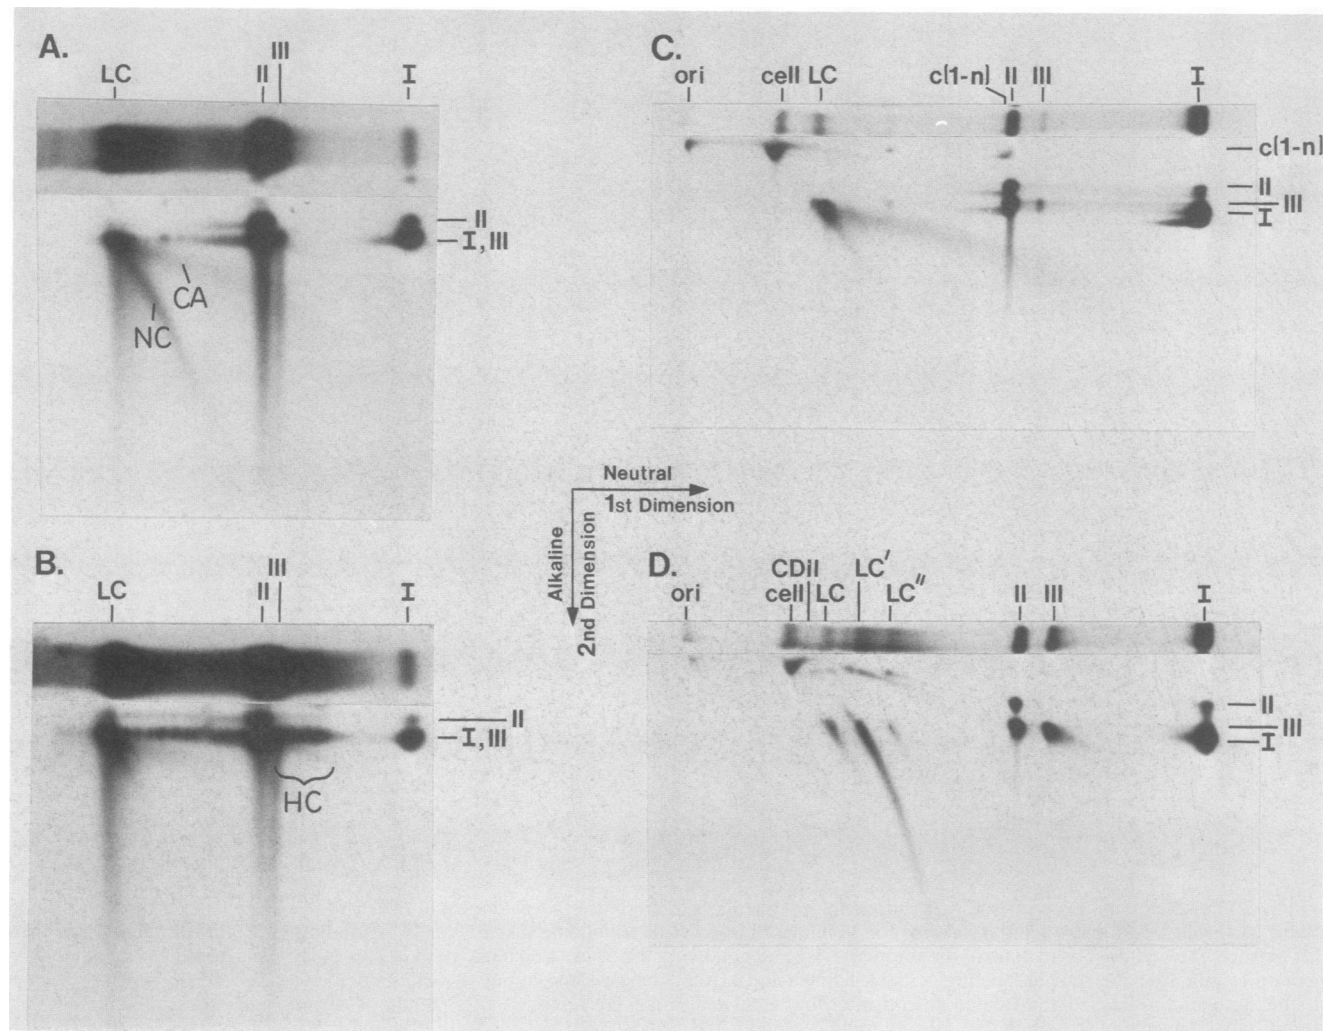 A.
III
LC II I
II
I, III
CA
NC
B.
III
LC II I
II
I, III
HC
Neutral
1st Dimension
Alkaline
2nd Dimension
C.
ori cell LC c(1-n) II III I
c(1-n)
II
III
I
D.
CDiI LC′
ori cell LC LC″ II III I
II
III
I